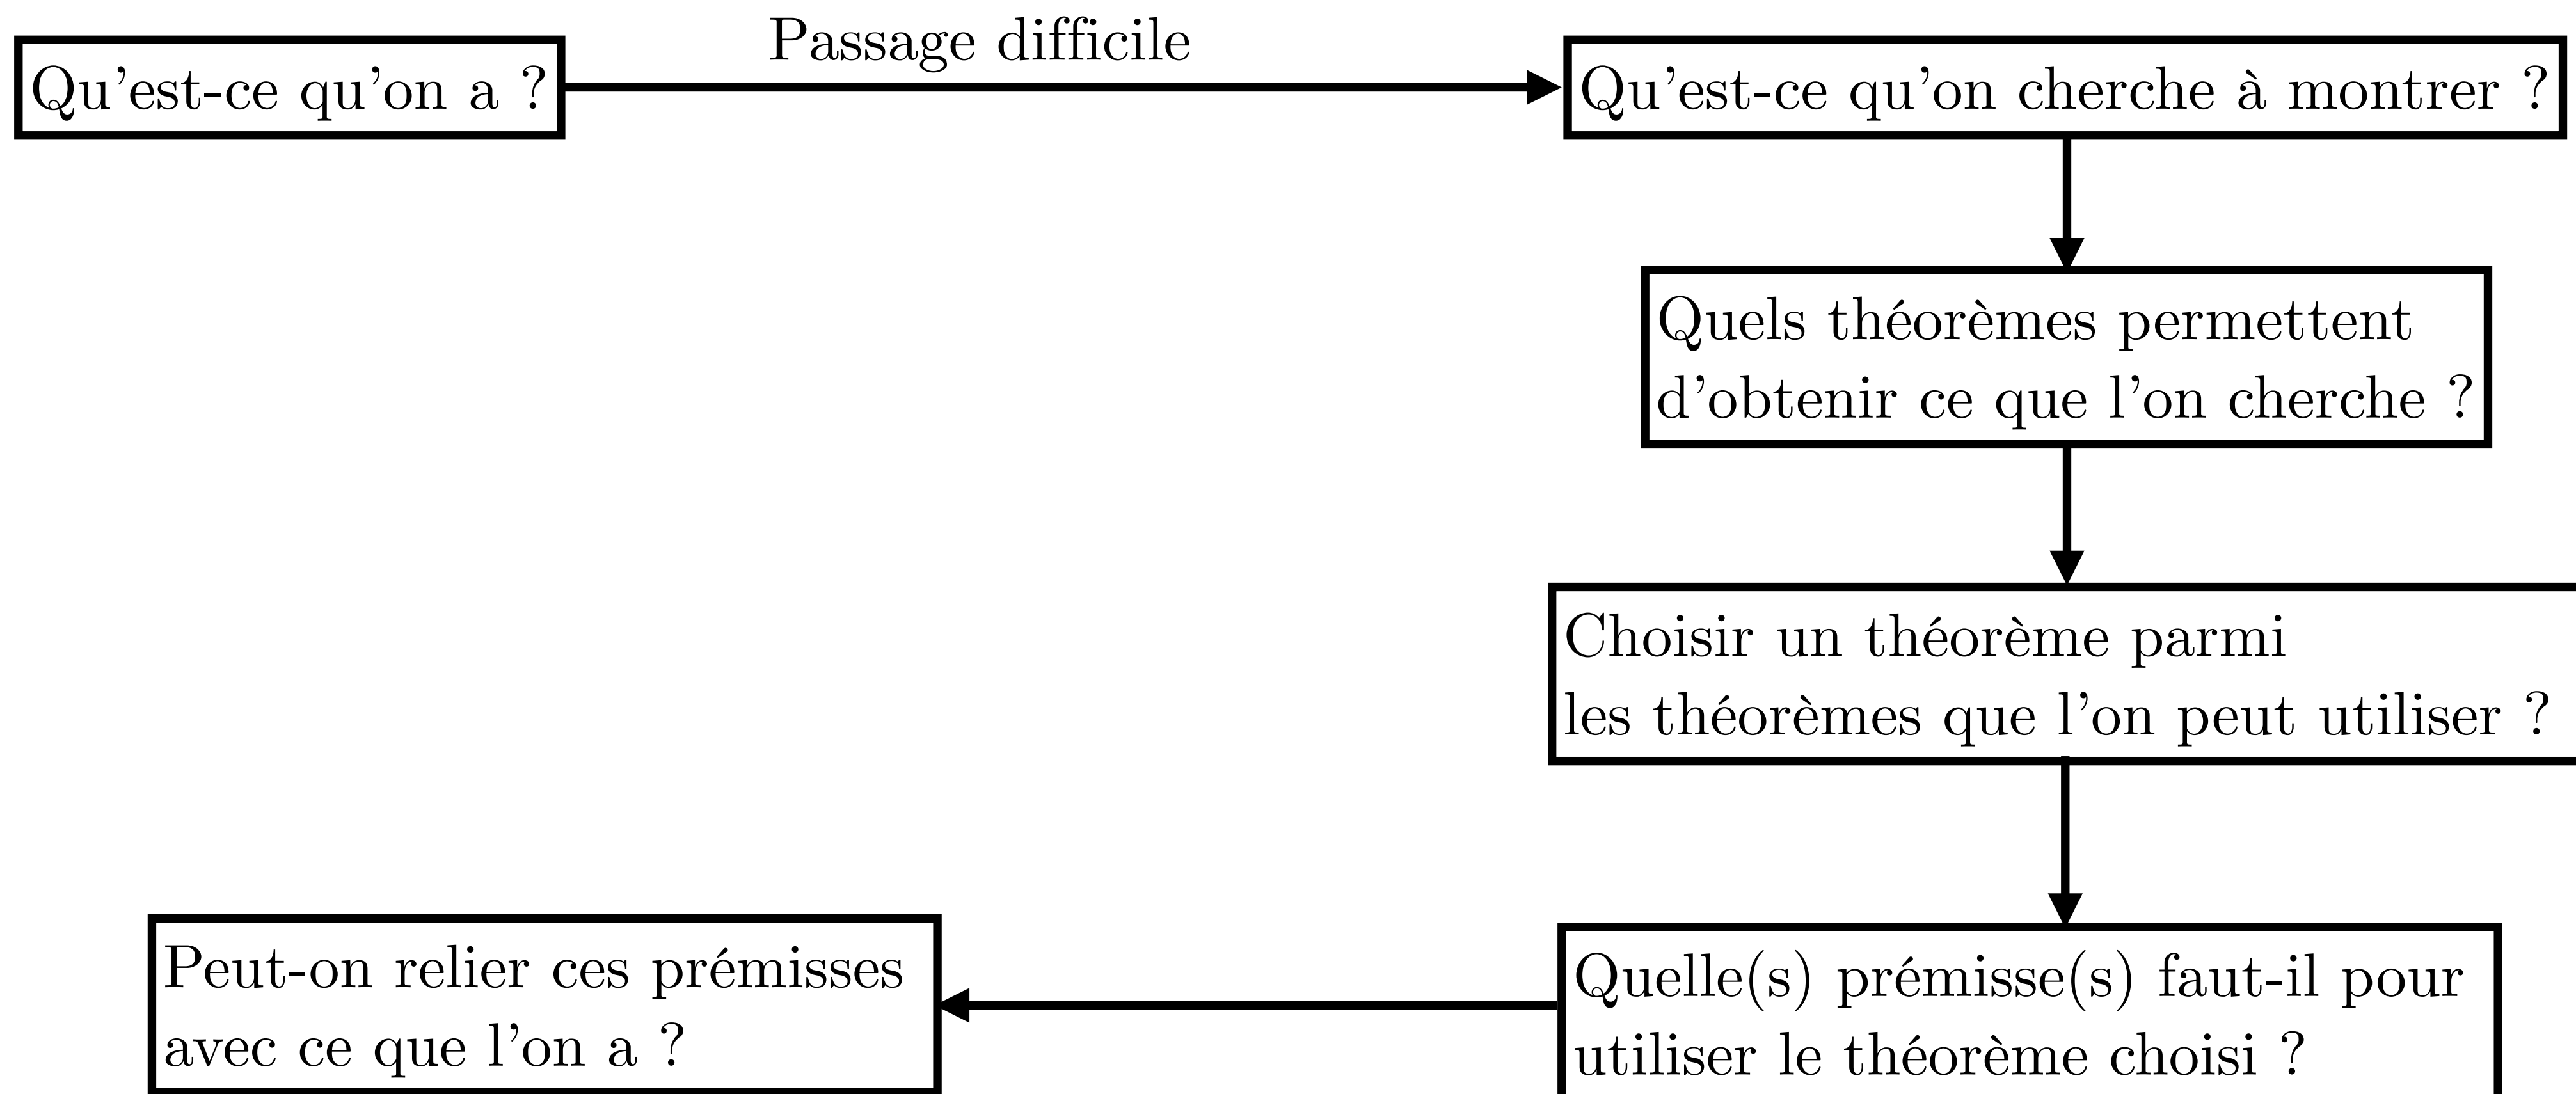 Passage difficile
Qu'est-ce qu'on a ?
Qu'est-ce qu'on cherche à montrer ?
Quels théorèmes permettent
d'obtenir ce que l'on cherche ?
Choisir un théorème parmi
les théorèmes que l'on peut utiliser ?
Peut-on relier ces prémisses
avec ce que l'on a ?
Quelle(s) prémisse(s) faut-il pour
utiliser le théorème choisi ?